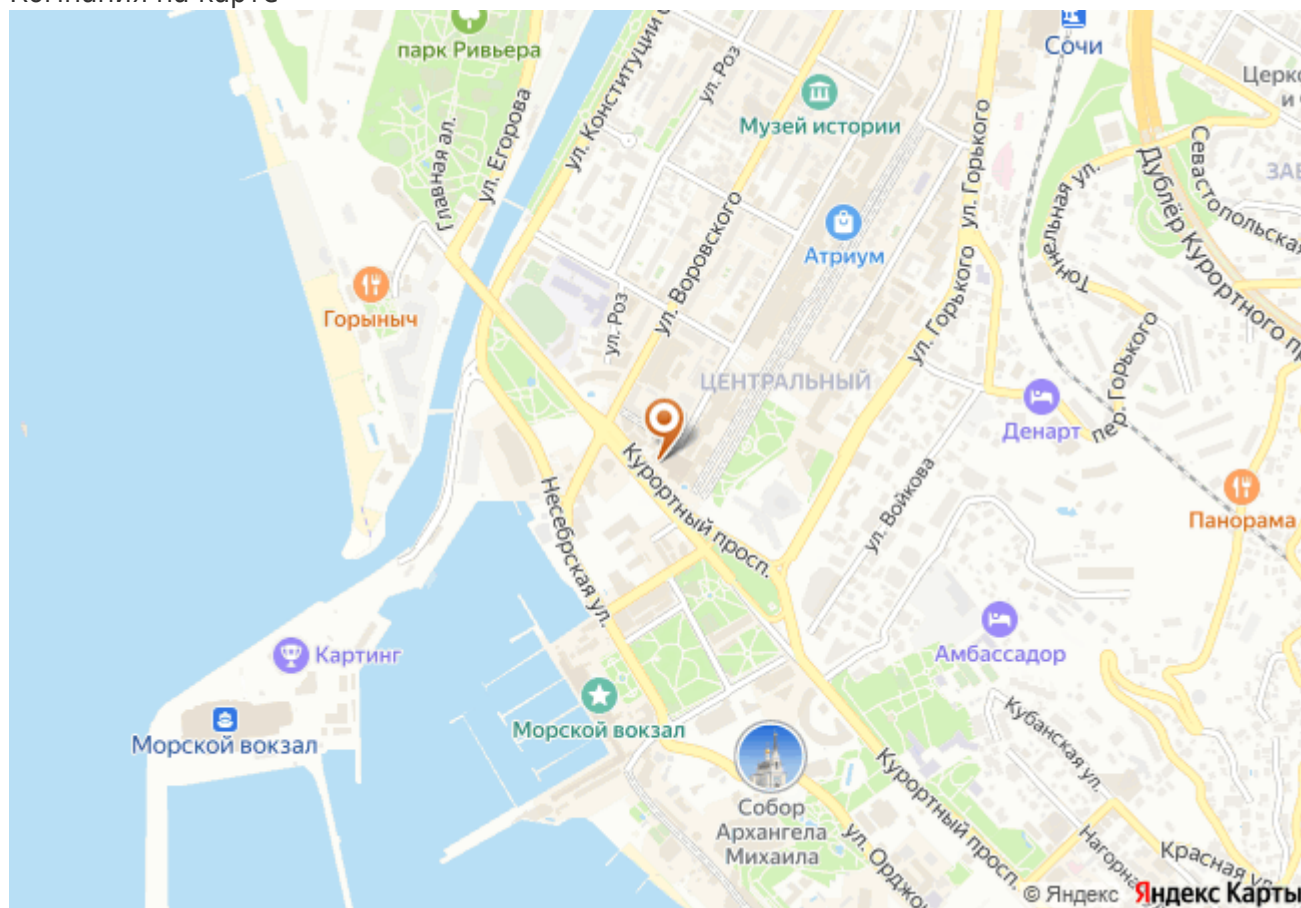 Компания на карте
парк Ривьера
Сочи
Музей истории
ул. Роз
ул. Конституции
ул. Егорова
Главная ал.
ул. Горького
Тоннельная ул.
Севастопольская
Дублёр Курортного
Атриум
ул. Воровского
ул. Горького
Горыныч
ул. Роз
ЦЕНТРАЛЬНЫЙ
пер. Горького
Денарт
Курортный просп.
ул. Войкова
Панорама
Несебрская ул.
Амбассадор
Картинг
Морской вокзал
Морской вокзал
Кубанская ул.
Собор
Архангела
Михаила
Курортный просп.
ул. Орджо
Красная ул.
© Яндекс Яндекс Карты